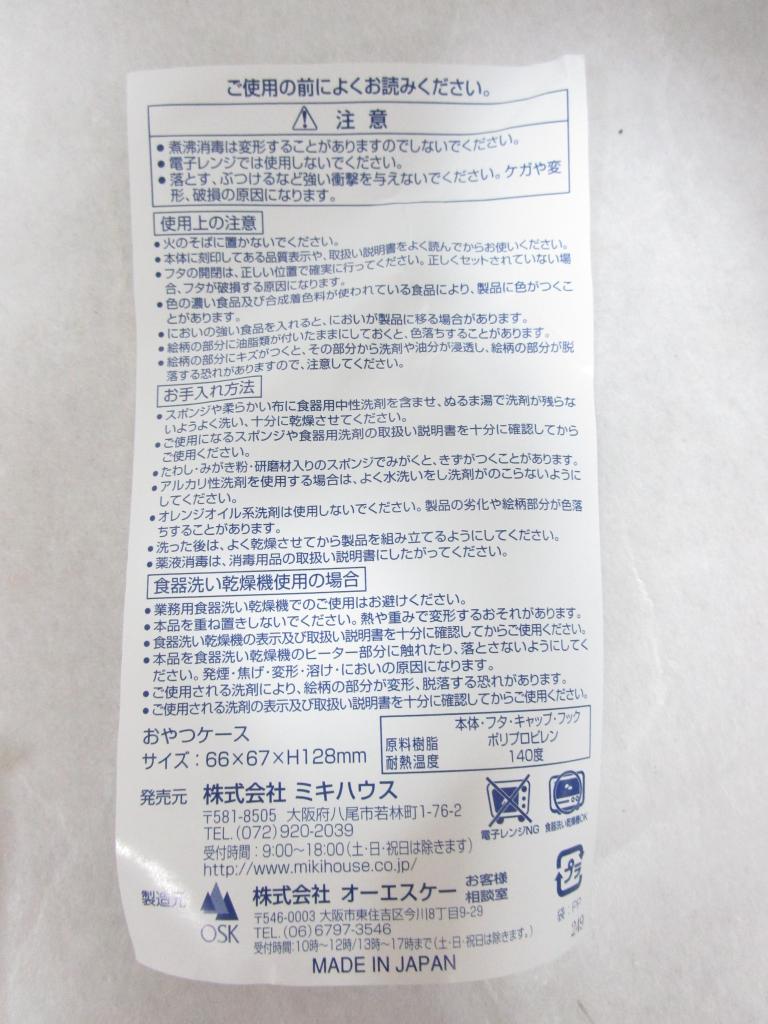 ご使用の前によくお読みください。
注意
●煮沸消毒は変形することがありますのでしないでください。
●電子レンジでは使用しないでください。
●落とす、ぶつけるなど強い衝撃を与えないでください。ケガや変
形、破損の原因になります。
使用上の注意
●火のそばに置かないでください。
●本体に刻印してある品質表示や、取扱い説明書をよく読んでからお使いください。
●フタの開閉は、正しい位置で確実に行ってください。正しくセットされていない場
合、フタが破損する原因になります。
●色の濃い食品及び合成着色料が使われている食品により、製品に色がつくこ
とがあります。
●においの強い食品を入れると、においが製品に移る場合があります。
●絵柄の部分に油脂類が付いたままにしておくと、色落ちすることがあります。
●絵柄の部分にキズがつくと、その部分から洗剤や油分が浸透し、絵柄の部分が脱
落する恐れがありますので、注意してください。
お手入れ方法
●スポンジや柔らかい布に食器用中性洗剤を含ませ、ぬるま湯で洗剤が残らな
いようよく洗い、十分に乾燥させてください。
●ご使用になるスポンジや食器用洗剤の取扱い説明書を十分に確認してから
ご使用ください。
●たわし・みがき粉・研磨材入りのスポンジでみがくと、きずがつくことがあります。
●アルカリ性洗剤を使用する場合は、よく水洗いをし洗剤がのこらないように
してください。
●オレンジオイル系洗剤は使用しないでください。製品の劣化や絵柄部分が色落
ちすることがあります。
●洗った後は、よく乾燥させてから製品を組み立てるようにしてください。
●薬液消毒は、消毒用品の取扱い説明書にしたがってください。
食器洗い乾燥機使用の場合
●業務用食器洗い乾燥機でのご使用はお避けください。
●本品を重ね置きしないでください。熱や重みで変形するおそれがあります。
●食器洗い乾燥機の表示及び取扱い説明書を十分に確認してからご使用ください。
●本品を食器洗い乾燥機のヒーター部分に触れたり、落とさないようにしてく
ださい。発煙・焦げ・変形・溶け・においの原因になります。
●ご使用される洗剤により、絵柄の部分が変形、脱落する恐れがあります。
●ご使用される洗剤の表示及び取扱い説明書を十分に確認してからご使用ください。
おやつケース
サイズ：66×67×H128mm
原料樹脂 本体・フタ・キャップ・フック
ポリプロピレン
耐熱温度 140度
発売元 株式会社 ミキハウス
〒581-8505 大阪府八尾市若林町1-76-2
TEL.(072)920-2039
受付時間：9:00〜18:00(土・日・祝日は除きます)
http://www.mikihouse.co.jp/
電子レンジNG
食器洗い乾燥機OK
製造元 OSK 株式会社 オーエスケー お客様
相談室
〒546-0003 大阪市東住吉区今川8丁目9-29
TEL.(06)6797-3546
受付時間:10時〜12時/13時〜17時まで(土・日・祝日は除きます。)
MADE IN JAPAN
プラ
袋：PP
249